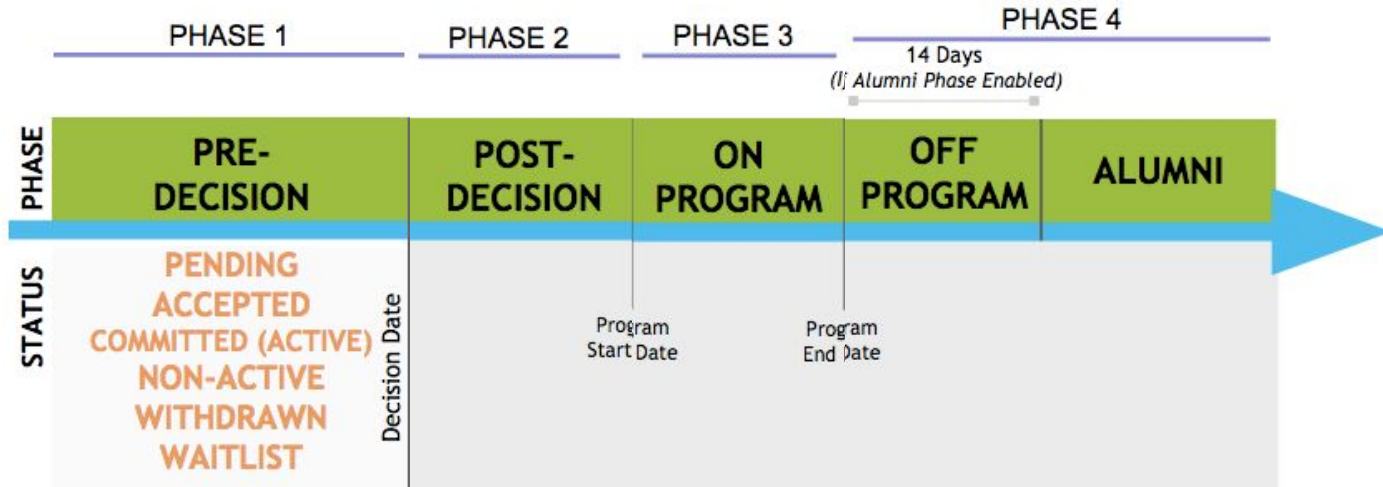 PHASE 1
PHASE 2
PHASE 3
PHASE 4
14 Days
(If Alumni Phase Enabled)
PHASE
PRE-
DECISION
POST-
DECISION
ON
PROGRAM
OFF
PROGRAM
ALUMNI
STATUS
PENDING
ACCEPTED
COMMITTED (ACTIVE)
NON-ACTIVE
WITHDRAWN
WAITLIST
Decision Date
Program
Start Date
Program
End Date